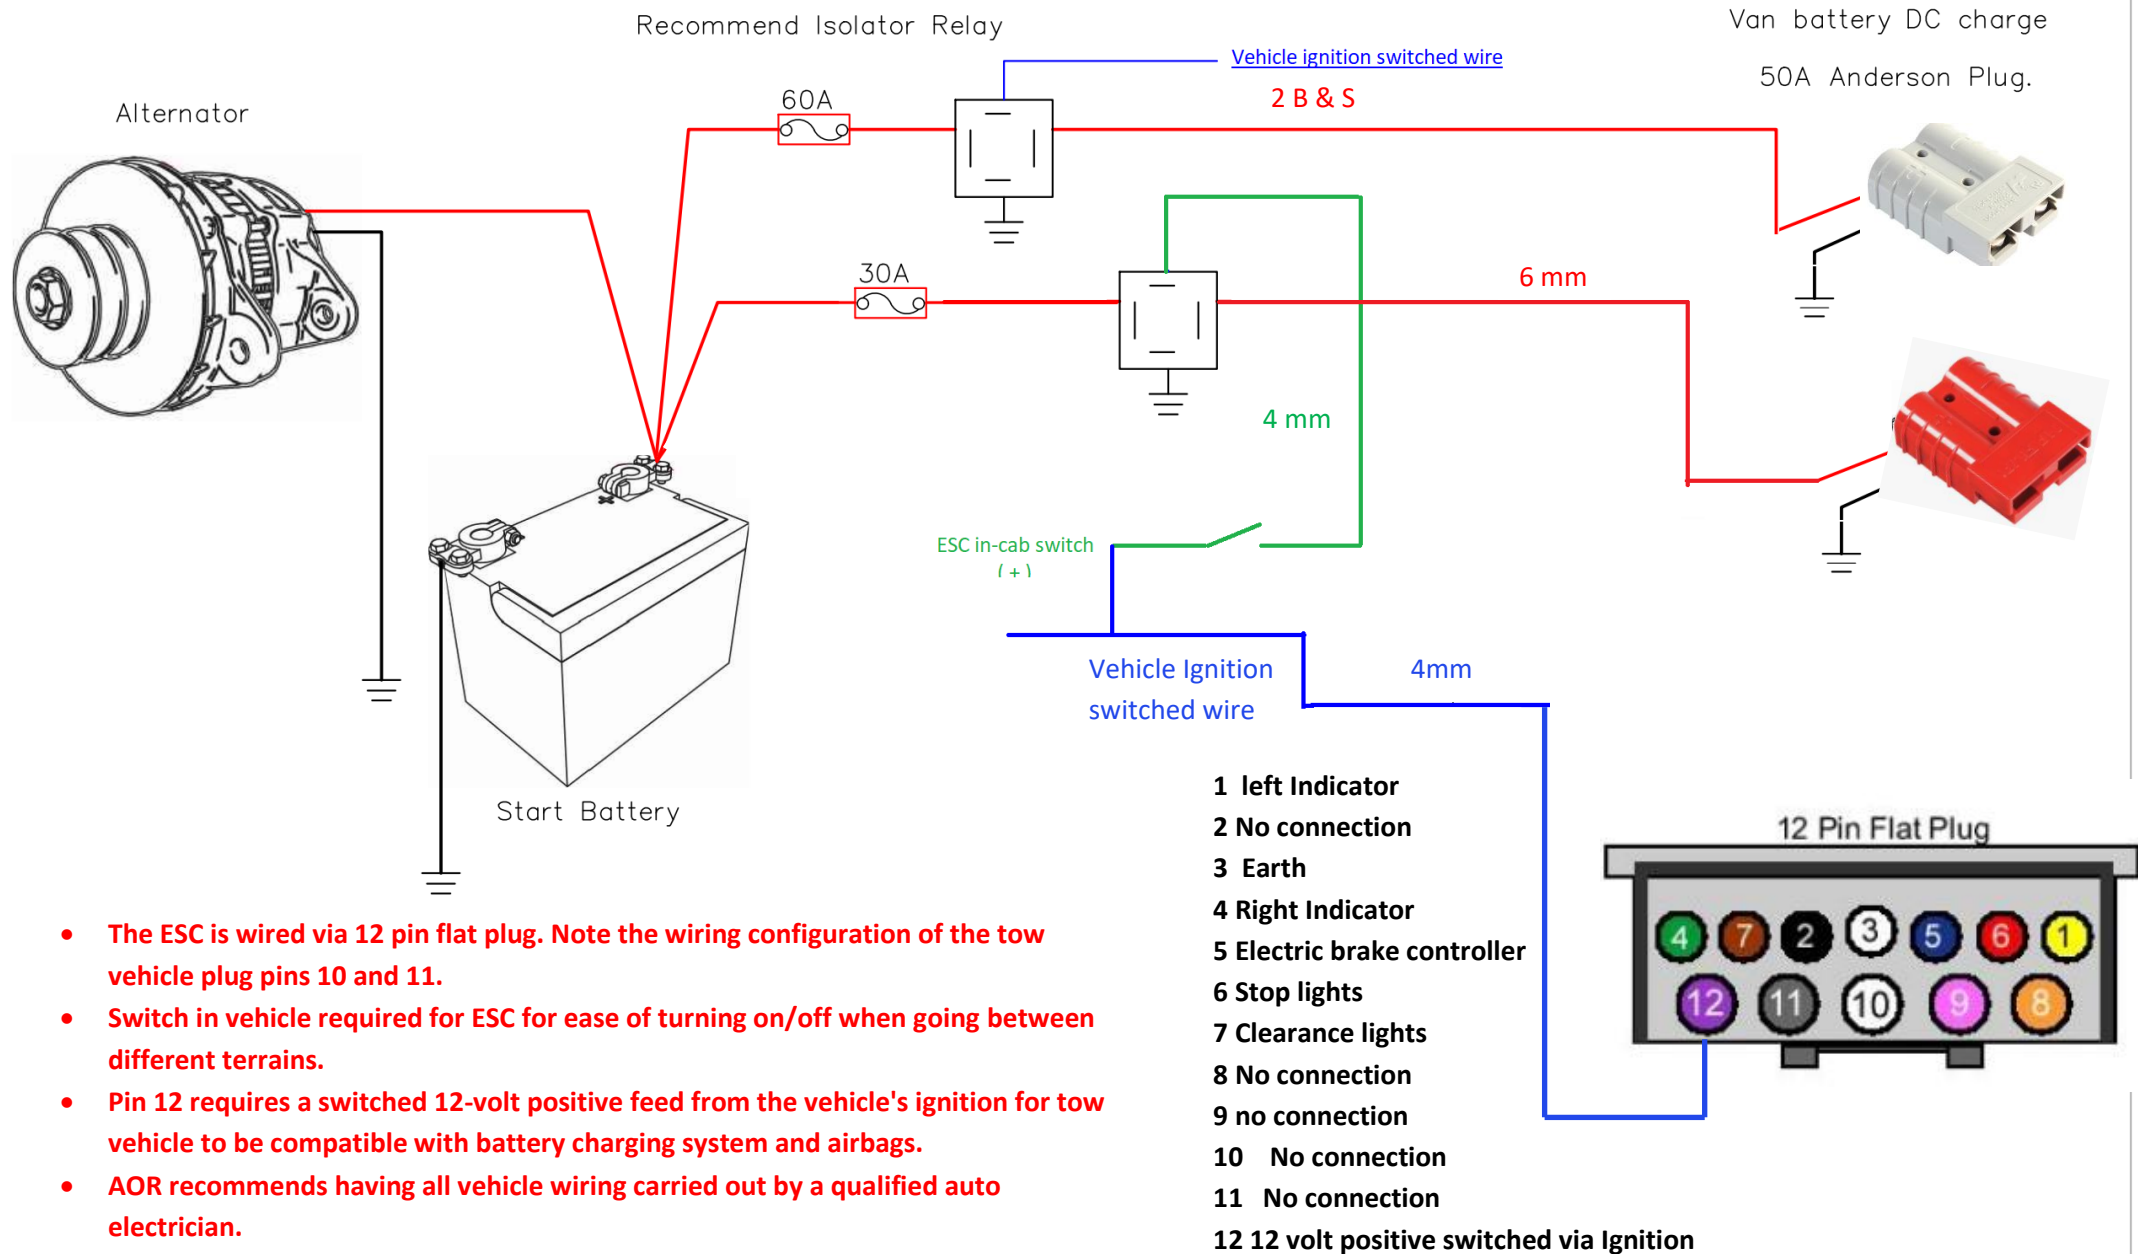 Recommend Isolator Relay
Van battery DC charge
50A Anderson Plug.
Vehicle ignition switched wire
2 B & S
60A
Alternator
30A
6 mm
4 mm
ESC in-cab switch
( + )
Vehicle Ignition
switched wire
4mm
Start Battery
+
1 left Indicator
2 No connection
3 Earth
4 Right Indicator
5 Electric brake controller
6 Stop lights
7 Clearance lights
8 No connection
9 no connection
10 No connection
11 No connection
12 12 volt positive switched via Ignition
12 Pin Flat Plug
4 7 2 3 5 6 1
12 11 10 9 8
• The ESC is wired via 12 pin flat plug. Note the wiring configuration of the tow
vehicle plug pins 10 and 11.
• Switch in vehicle required for ESC for ease of turning on/off when going between
different terrains.
• Pin 12 requires a switched 12-volt positive feed from the vehicle's ignition for tow
vehicle to be compatible with battery charging system and airbags.
• AOR recommends having all vehicle wiring carried out by a qualified auto
electrician.